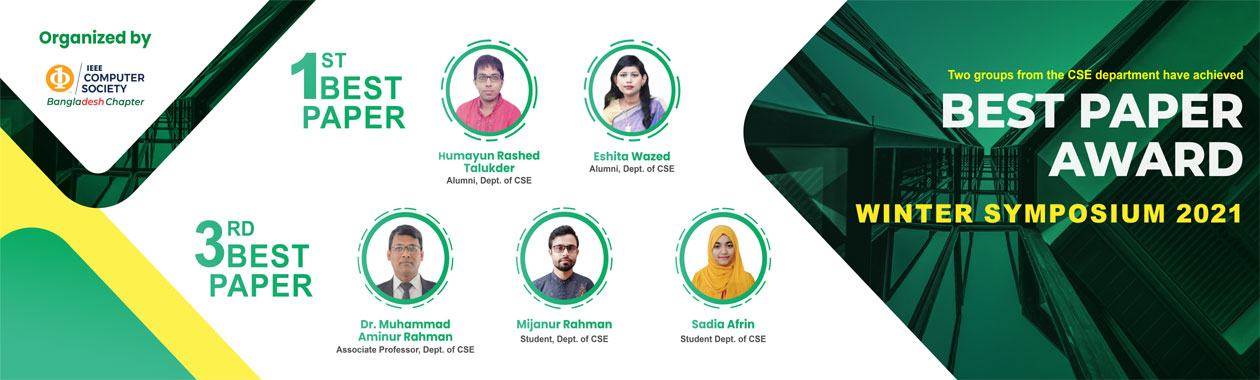 Organized by
IEEE
COMPUTER
SOCIETY
Bangladesh Chapter
1ST
BEST
PAPER
Humayun Rashed
Talukder
Alumni, Dept. of CSE
Eshita Wazed
Alumni, Dept. of CSE
3RD
BEST
PAPER
Dr. Muhammad
Aminur Rahman
Associate Professor, Dept. of CSE
Mijanur Rahman
Student, Dept. of CSE
Sadia Afrin
Student Dept. of CSE
Two groups from the CSE department have achieved
BEST PAPER
AWARD
WINTER SYMPOSIUM 2021